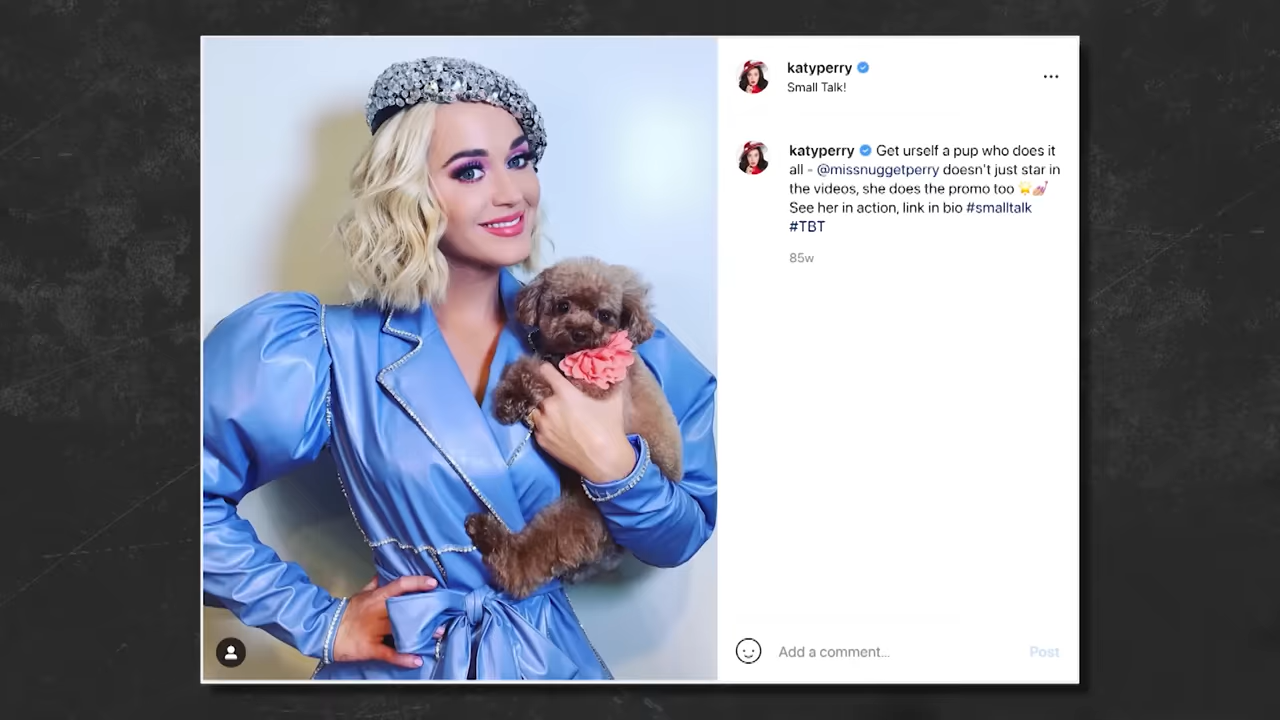 katyperry
Small Talk!
katyperry Get urself a pup who does it
all - @missnuggetperry doesn't just star in
the videos, she does the promo too ⭐💅
See her in action, link in bio #smalltalk
#TBT
85w
Add a comment...
Post